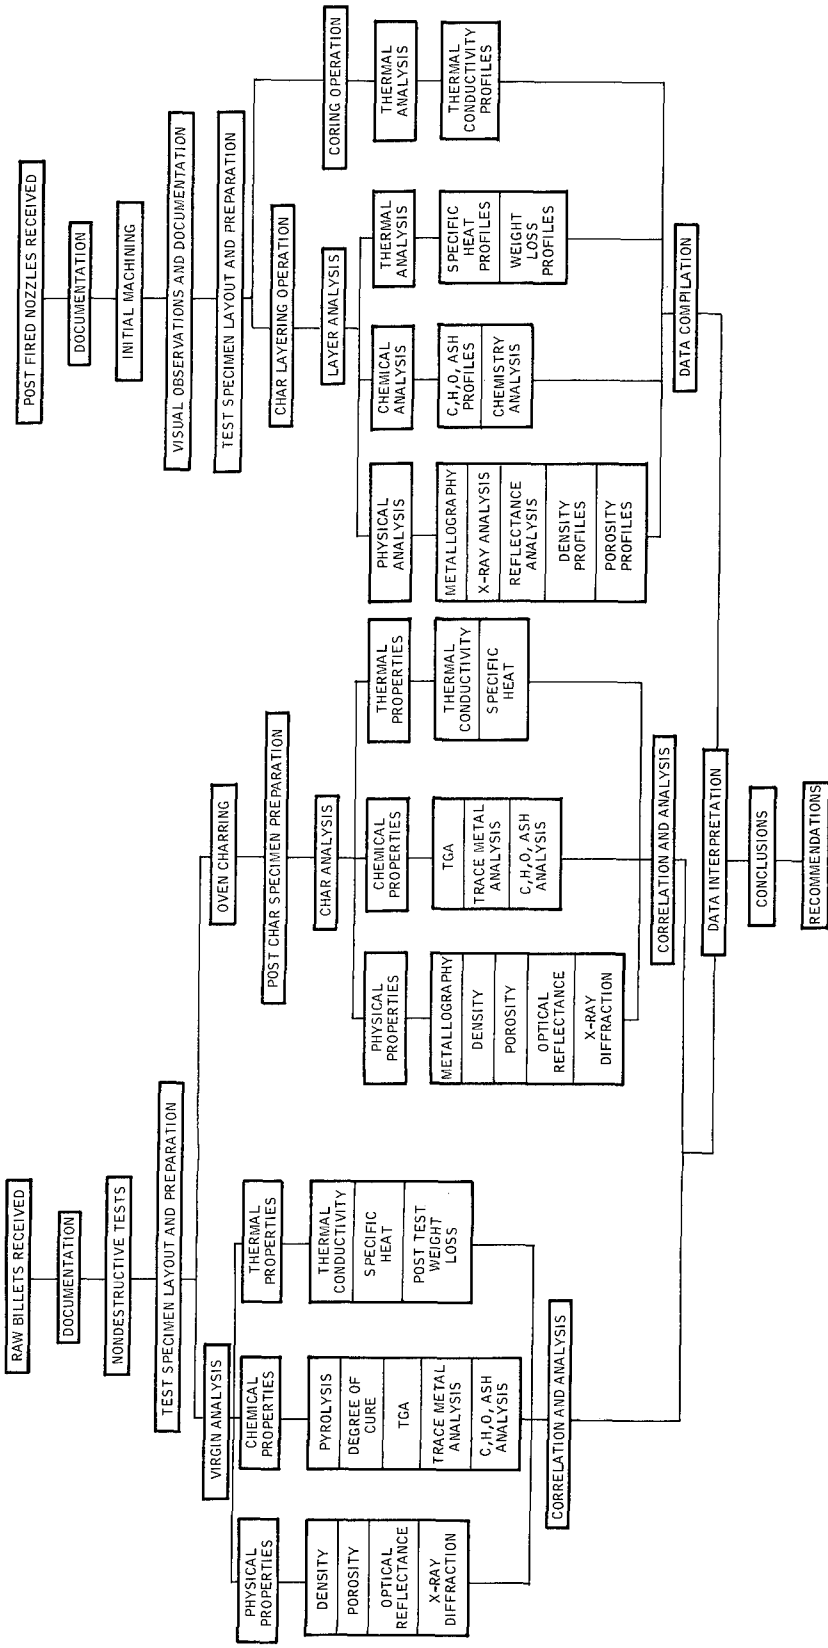 RAW BILLETS RECEIVED
DOCUMENTATION
NONDESTRUCTIVE TESTS
TEST SPECIMEN LAYOUT AND PREPARATION
VIRGIN ANALYSIS
PHYSICAL
PROPERTIES
DENSITY
POROSITY
OPTICAL
REFLECTANCE
X-RAY
DIFFRACTION
CHEMICAL
PROPERTIES
PYROLYSIS
DEGREE OF
CURE
TGA
TRACE METAL
ANALYSIS
C,H,O, ASH
ANALYSIS
THERMAL
PROPERTIES
THERMAL
CONDUCTIVITY
SPECIFIC
HEAT
POST TEST
WEIGHT
LOSS
CORRELATION AND ANALYSIS
OVEN CHARRING
POST CHAR SPECIMEN PREPARATION
CHAR ANALYSIS
PHYSICAL
PROPERTIES
METALLOGRAPHY
DENSITY
POROSITY
OPTICAL
REFLECTANCE
X-RAY
DIFFRACTION
CHEMICAL
PROPERTIES
TGA
TRACE METAL
ANALYSIS
C,H,O, ASH
ANALYSIS
THERMAL
PROPERTIES
THERMAL
CONDUCTIVITY
SPECIFIC
HEAT
CORRELATION AND ANALYSIS
POST FIRED NOZZLES RECEIVED
DOCUMENTATION
INITIAL MACHINING
VISUAL OBSERVATIONS AND DOCUMENTATION
TEST SPECIMEN LAYOUT AND PREPARATION
CHAR LAYERING OPERATION
LAYER ANALYSIS
PHYSICAL
ANALYSIS
METALLOGRAPHY
X-RAY ANALYSIS
REFLECTANCE
ANALYSIS
DENSITY
PROFILES
POROSITY
PROFILES
CHEMICAL
ANALYSIS
C,H,O, ASH
PROFILES
CHEMISTRY
ANALYSIS
THERMAL
ANALYSIS
SPECIFIC
HEAT
PROFILES
WEIGHT
LOSS
PROFILES
CORING OPERATION
THERMAL
ANALYSIS
THERMAL
CONDUCTIVITY
PROFILES
DATA COMPILATION
DATA INTERPRETATION
CONCLUSIONS
RECOMMENDATIONS